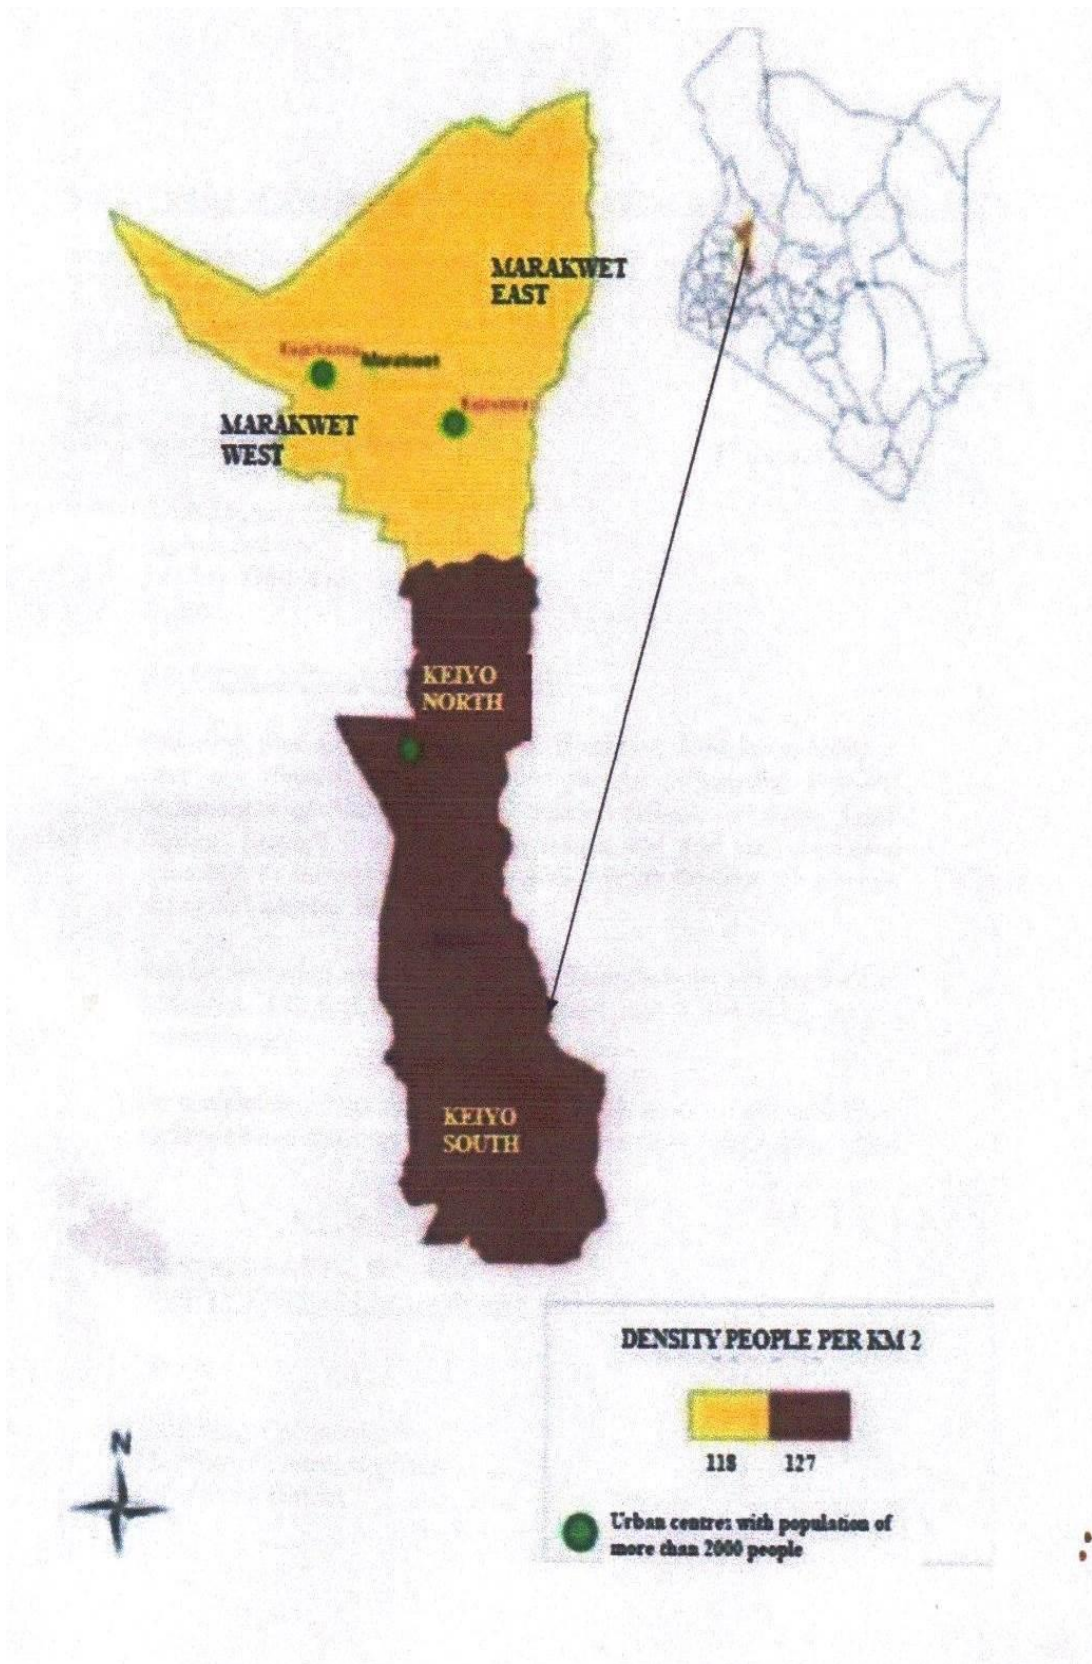 MARAKWET
EAST
Marakwet
MARAKWET
WEST
KEIYO
NORTH
KEIYO
SOUTH
DENSITY PEOPLE PER KM 2
118 127
N
Urban centres with population of
more than 2000 people